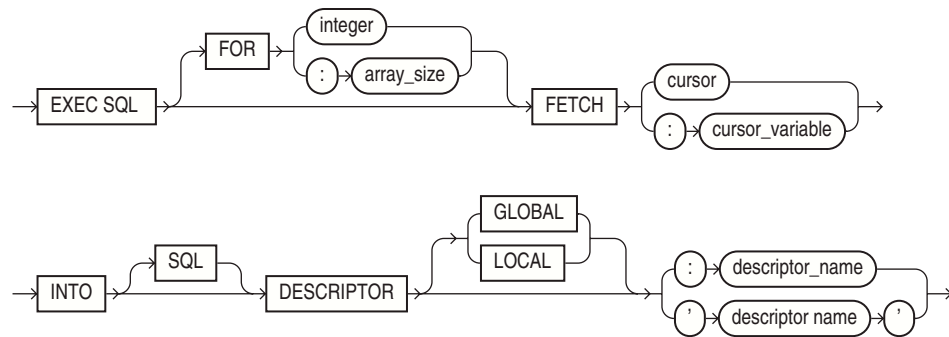 integer
FOR
: array_size
EXEC SQL
FETCH
cursor
: cursor_variable
GLOBAL
SQL
LOCAL
INTO
DESCRIPTOR
: descriptor_name
' descriptor name '